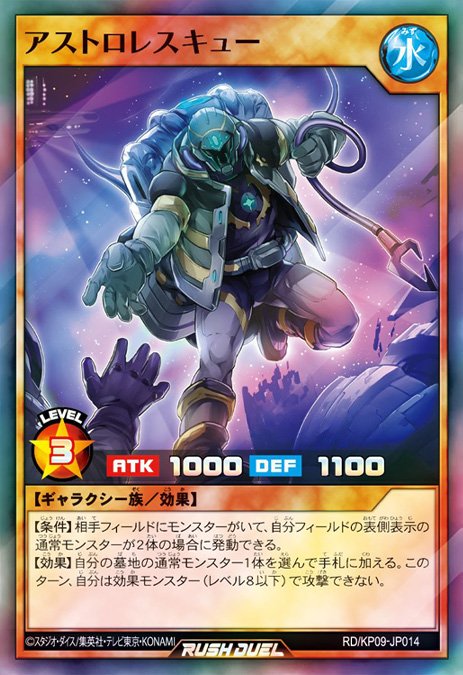 アストロレスキュー
みず
水
LEVEL
3
ATK 1000 DEF 1100
【ギャラクシー族／効果】
【条件】相手フィールドにモンスターがいて、自分フィールドの表側表示の
通常モンスターが2体の場合に発動できる。
【効果】自分の墓地の通常モンスター1体を選んで手札に加える。この
ターン、自分は効果モンスター（レベル8以下）で攻撃できない。
©スタジオ・ダイス/集英社・テレビ東京・KONAMI
RUSH DUEL
RD/KP09-JP014